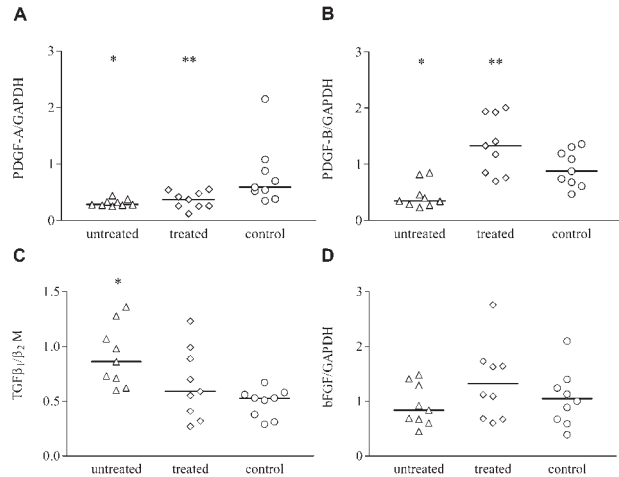 A
PDGF-A/GAPDH
3
2
1
0
*
**
untreated
treated
control
B
PDGF-B/GAPDH
3
2
1
0
*
**
untreated
treated
control
C
TGFβ₁/β₂ M
1.5
1.0
0.5
0.0
*
untreated
treated
control
D
bFGF/GAPDH
3
2
1
0
untreated
treated
control